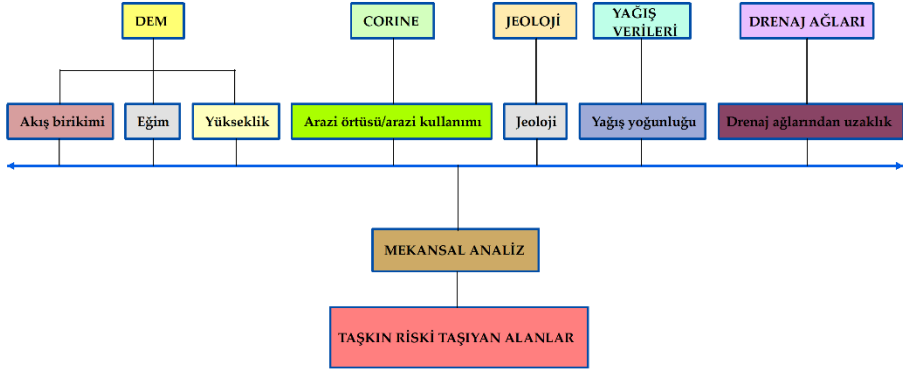 DEM
CORINE
JEOLOJİ
YAĞIŞ
VERİLERİ
DRENAJ AĞLARI
Akış birikimi
Eğim
Yükseklik
Arazi örtüsü/arazi kullanımı
Jeoloji
Yağış yoğunluğu
Drenaj ağlarından uzaklık
MEKANSAL ANALİZ
TAŞKIN RİSKİ TAŞIYAN ALANLAR